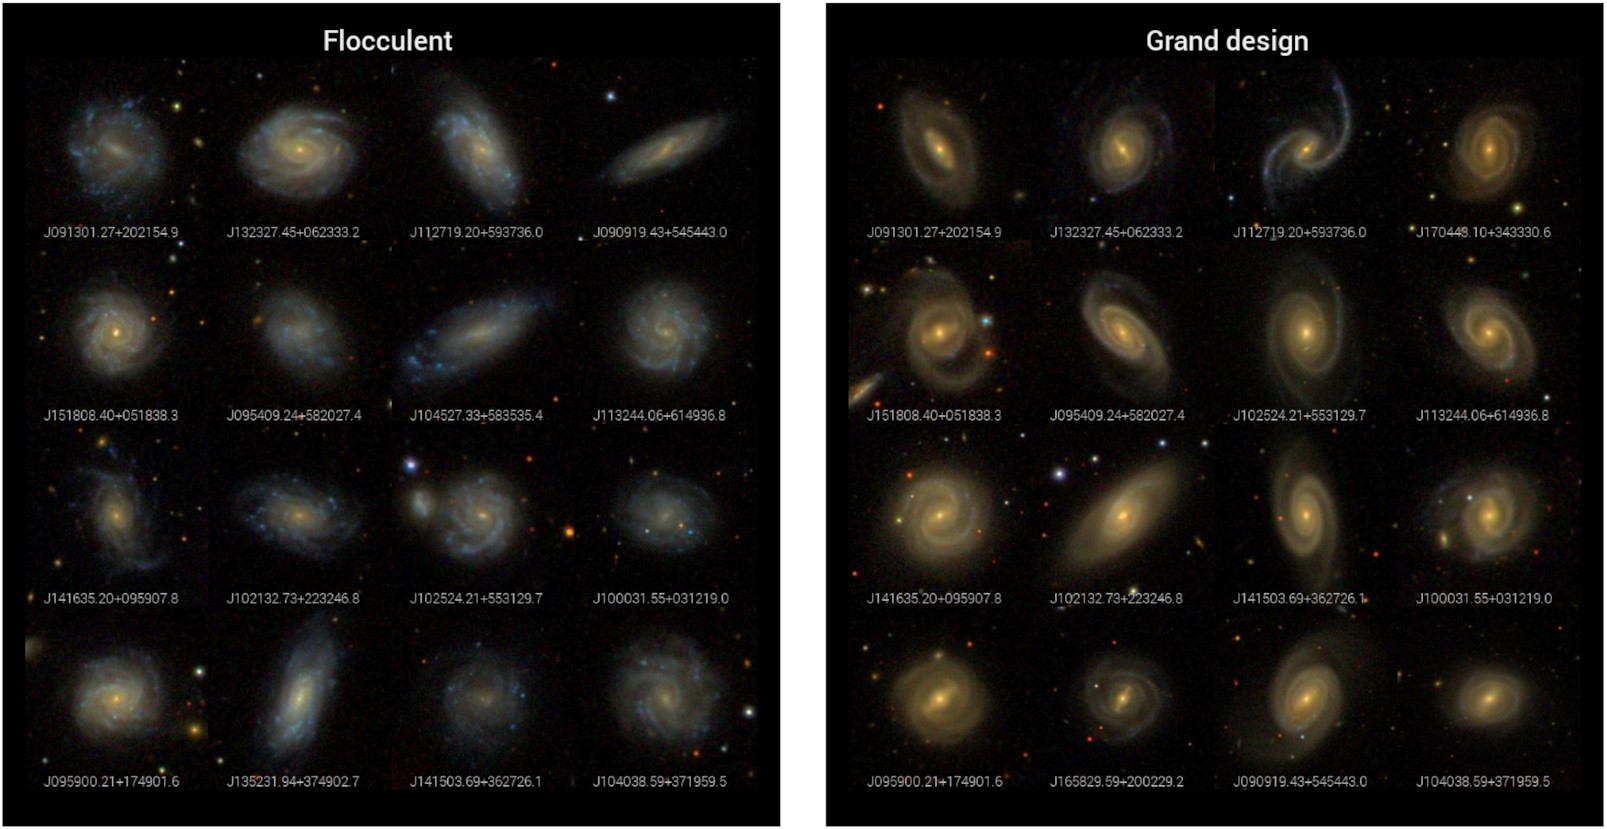 Flocculent
J091301.27+202154.9 J132327.45+062333.2 J112719.20+593736.0 J090919.43+545443.0
J151808.40+051838.3 J095409.24+582027.4 J104527.33+583535.4 J113244.06+614936.8
J141635.20+095907.8 J102132.73+223246.8 J102524.21+553129.7 J100031.55+031219.0
J095900.21+174901.6 J135231.94+374902.7 J141503.69+362726.1 J104038.59+371959.5
Grand design
J091301.27+202154.9 J132327.45+062333.2 J112719.20+593736.0 J170443.10+343330.6
J151808.40+051838.3 J095409.24+582027.4 J102524.21+553129.7 J113244.06+614936.8
J141635.20+095907.8 J102132.73+223246.8 J141503.69+362726.1 J100031.55+031219.0
J095900.21+174901.6 J165829.59+200229.2 J090919.43+545443.0 J104038.59+371959.5